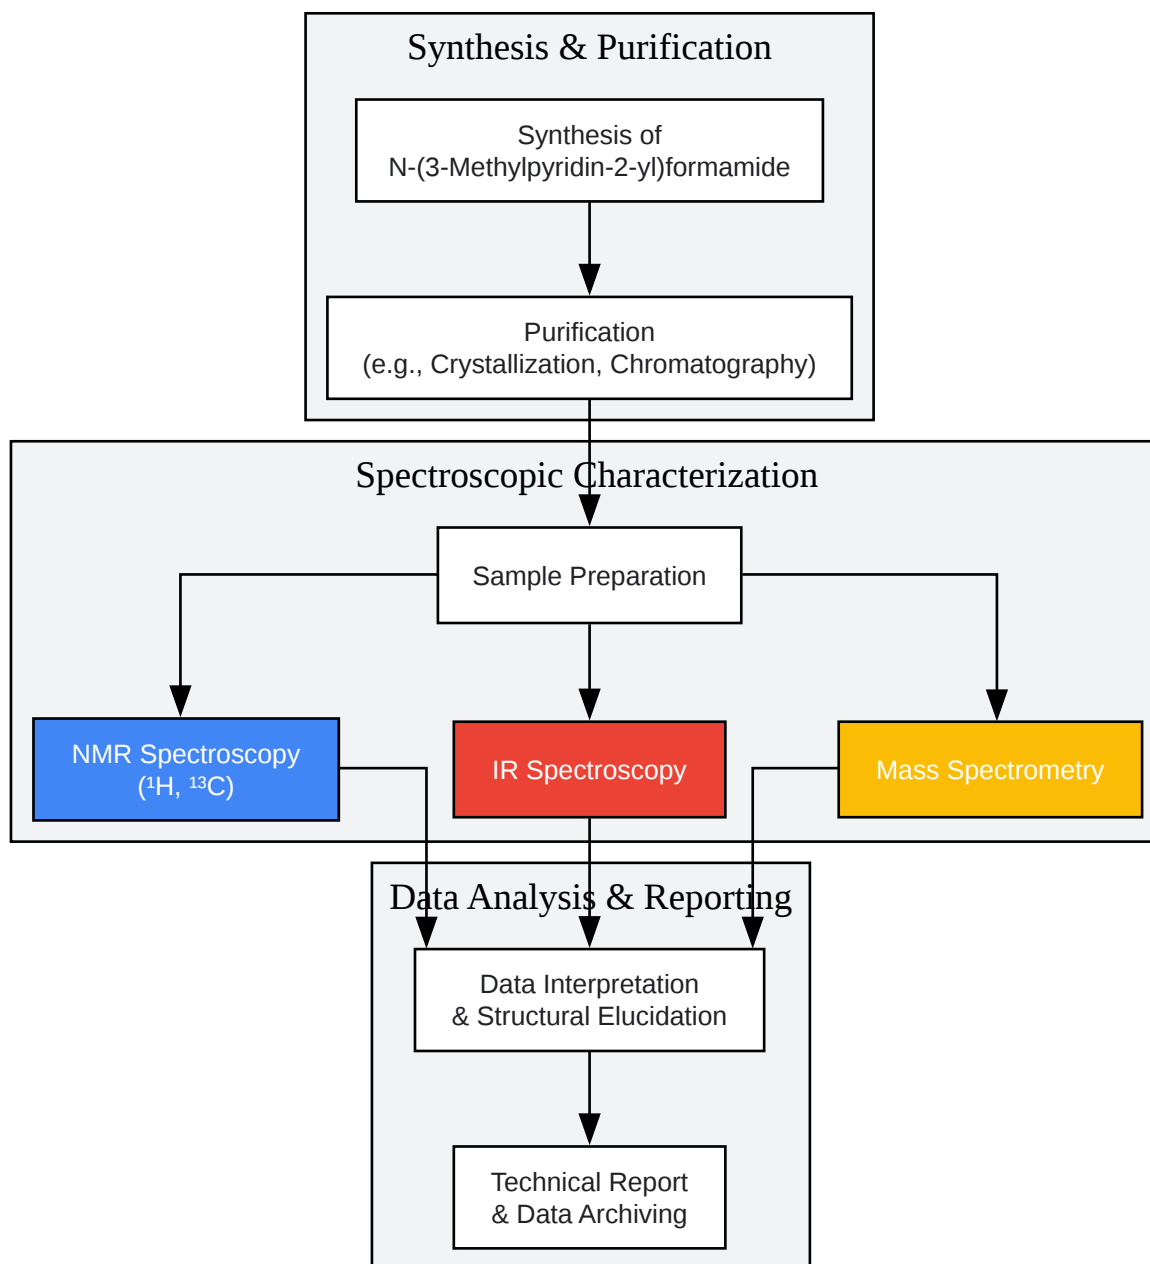 Synthesis & Purification
Synthesis of
N-(3-Methylpyridin-2-yl)formamide
Purification
(e.g., Crystallization, Chromatography)
Spectroscopic Characterization
Sample Preparation
NMR Spectroscopy
(¹H, ¹³C)
IR Spectroscopy
Mass Spectrometry
Data Analysis & Reporting
Data Interpretation
& Structural Elucidation
Technical Report
& Data Archiving